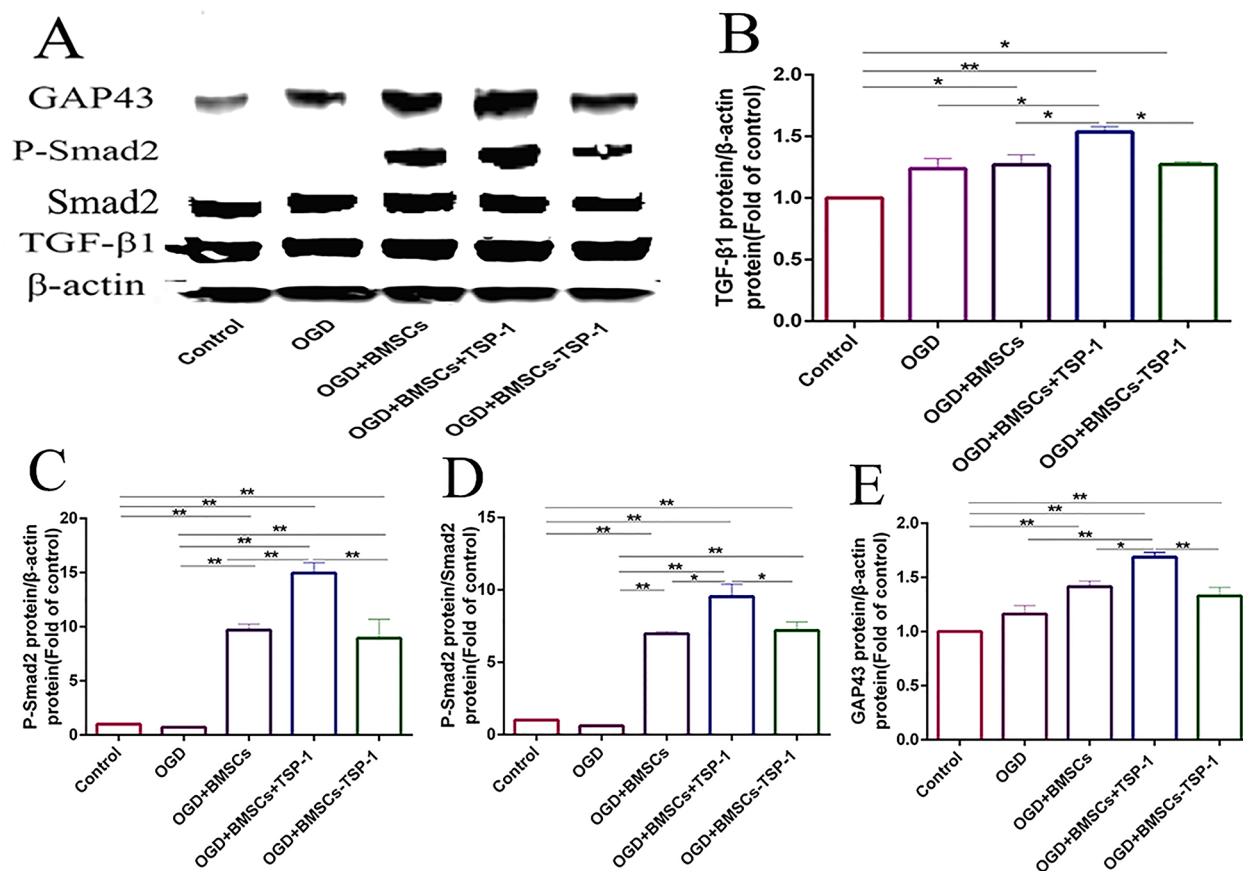 A
GAP43
P-Smad2
Smad2
TGF-β1
β-actin
Control
OGD
OGD+BMSCs
OGD+BMSCs+TSP-1
OGD+BMSCs-TSP-1
B
TGF-β1 protein/β-actin
protein(Fold of control)
2.0
1.5
1.0
0.5
0.0
*
**
*
*
*
*
Control
OGD
OGD+BMSCs
OGD+BMSCs+TSP-1
OGD+BMSCs-TSP-1
C
P-Smad2 protein/β-actin
protein(Fold of control)
20
15
10
5
0
**
**
**
**
**
**
**
**
Control
OGD
OGD+BMSCs
OGD+BMSCs+TSP-1
OGD+BMSCs-TSP-1
D
P-Smad2 protein/Smad2
protein(Fold of control)
15
10
5
0
**
**
**
**
**
**
*
*
Control
OGD
OGD+BMSCs
OGD+BMSCs+TSP-1
OGD+BMSCs-TSP-1
E
GAP43 protein/β-actin
protein(Fold of control)
2.0
1.5
1.0
0.5
0.0
**
**
**
**
*
**
Control
OGD
OGD+BMSCs
OGD+BMSCs+TSP-1
OGD+BMSCs-TSP-1